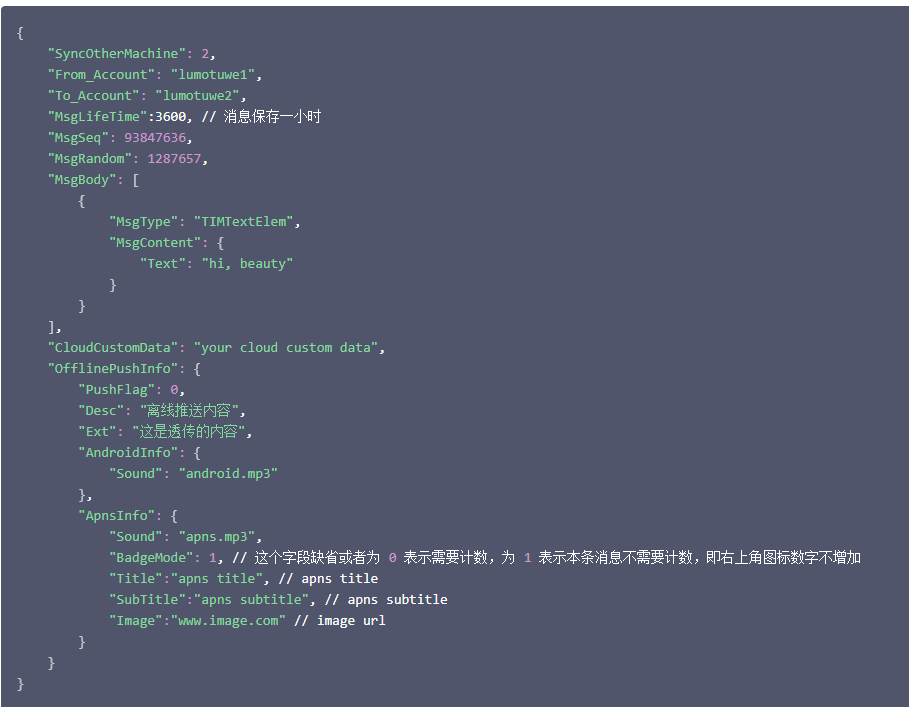 {
    "SyncOtherMachine": 2,
    "From_Account": "lumotuwe1",
    "To_Account": "lumotuwe2",
    "MsgLifeTime":3600, // 消息保存一小时
    "MsgSeq": 93847636,
    "MsgRandom": 1287657,
    "MsgBody": [
        {
            "MsgType": "TIMTextElem",
            "MsgContent": {
                "Text": "hi, beauty"
            }
        }
    ],
    "CloudCustomData": "your cloud custom data",
    "OfflinePushInfo": {
        "PushFlag": 0,
        "Desc": "离线推送内容",
        "Ext": "这是透传的内容",
        "AndroidInfo": {
            "Sound": "android.mp3"
        },
        "ApnsInfo": {
            "Sound": "apns.mp3",
            "BadgeMode": 1, // 这个字段缺省或者为 0 表示需要计数，为 1 表示本条消息不需要计数，即右上角图标数字不增加
            "Title":"apns title", // apns title
            "SubTitle":"apns subtitle", // apns subtitle
            "Image":"www.image.com" // image url
        }
    }
}